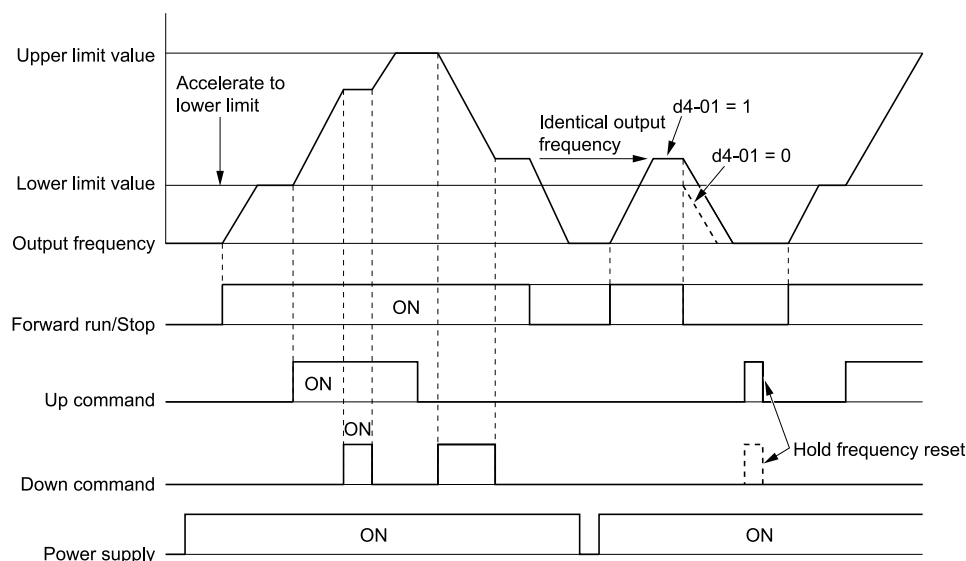 Upper limit value
Accelerate to
lower limit
d4-01 = 1
Identical output
frequency
d4-01 = 0
Lower limit value
Output frequency
ON
Forward run/Stop
ON
Up command
ON
Hold frequency reset
Down command
ON
ON
Power supply